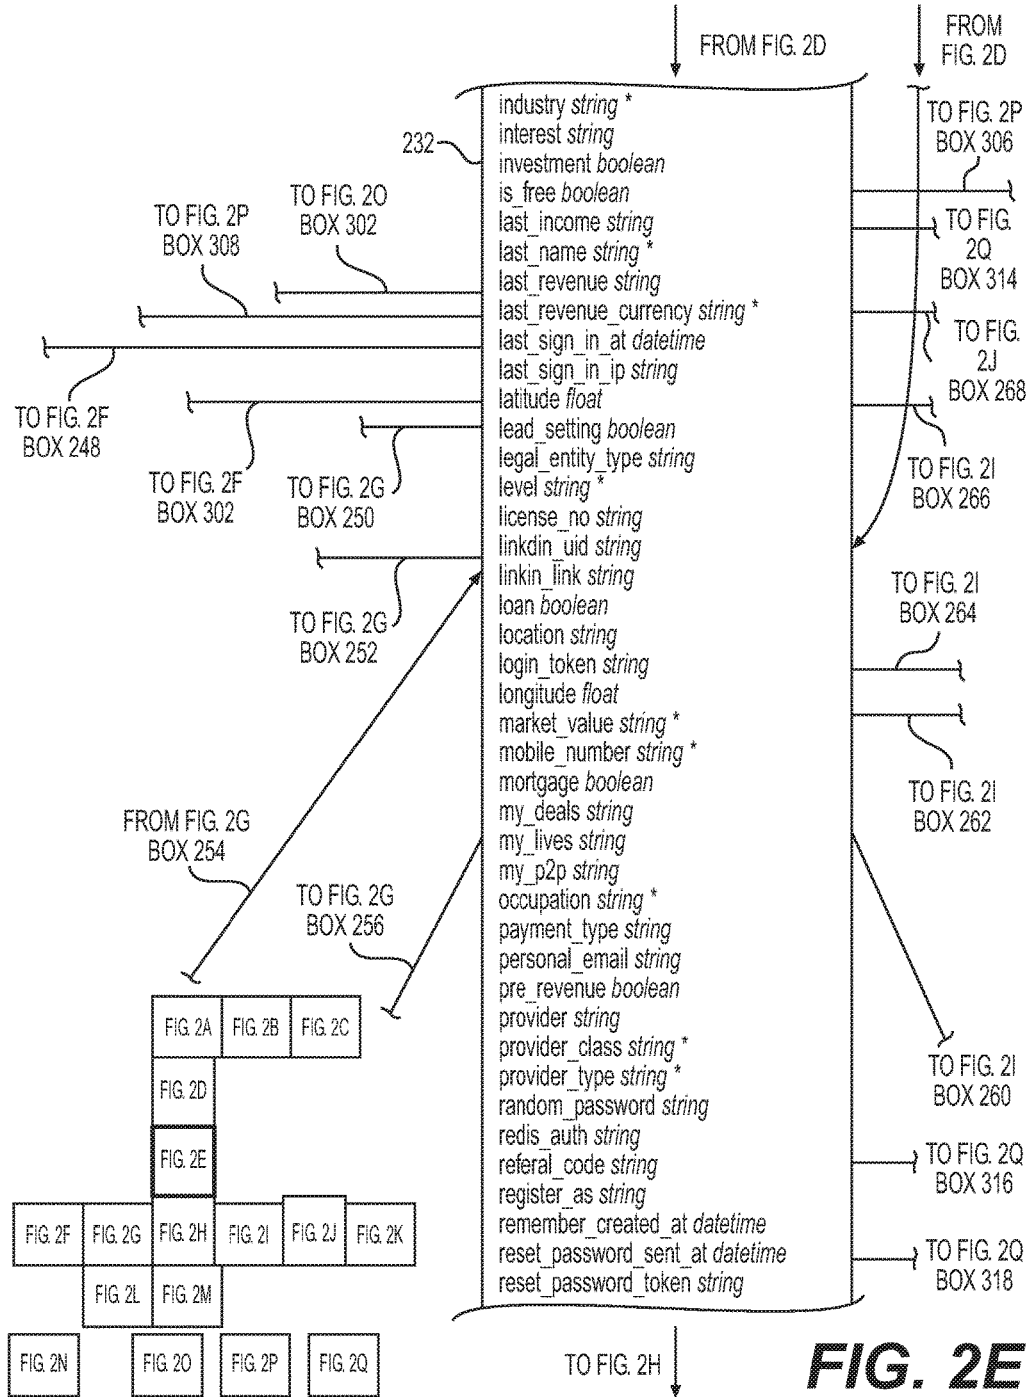 FROM FIG. 2D
FROM
FIG. 2D
232
industry string *
interest string
investment boolean
is_free boolean
last_income string
last_name string *
last_revenue string
last_revenue_currency string *
last_sign_in_at datetime
last_sign_in_ip string
latitude float
lead_setting boolean
legal_entity_type string
level string *
license_no string
linkdin_uid string
linkin_link string
loan boolean
location string
login_token string
longitude float
market_value string *
mobile_number string *
mortgage boolean
my_deals string
my_lives string
my_p2p string
occupation string *
payment_type string
personal_email string
pre_revenue boolean
provider string
provider_class string *
provider_type string *
random_password string
redis_auth string
referal_code string
register_as string
remember_created_at datetime
reset_password_sent_at datetime
reset_password_token string
TO FIG. 2O
BOX 302
TO FIG. 2P
BOX 308
TO FIG. 2F
BOX 248
TO FIG. 2F
BOX 302
TO FIG. 2G
BOX 250
TO FIG. 2G
BOX 252
FROM FIG. 2G
BOX 254
TO FIG. 2G
BOX 256
TO FIG. 2P
BOX 306
TO FIG.
2Q
BOX 314
TO FIG.
2J
BOX 268
TO FIG. 2I
BOX 266
TO FIG. 2I
BOX 264
TO FIG. 2I
BOX 262
TO FIG. 2I
BOX 260
TO FIG. 2Q
BOX 316
TO FIG. 2Q
BOX 318
FIG. 2A FIG. 2B FIG. 2C
FIG. 2D
FIG. 2E
FIG. 2F FIG. 2G FIG. 2H FIG. 2I FIG. 2J FIG. 2K
FIG. 2L FIG. 2M
FIG. 2N FIG. 2O FIG. 2P FIG. 2Q
TO FIG. 2H
FIG. 2E